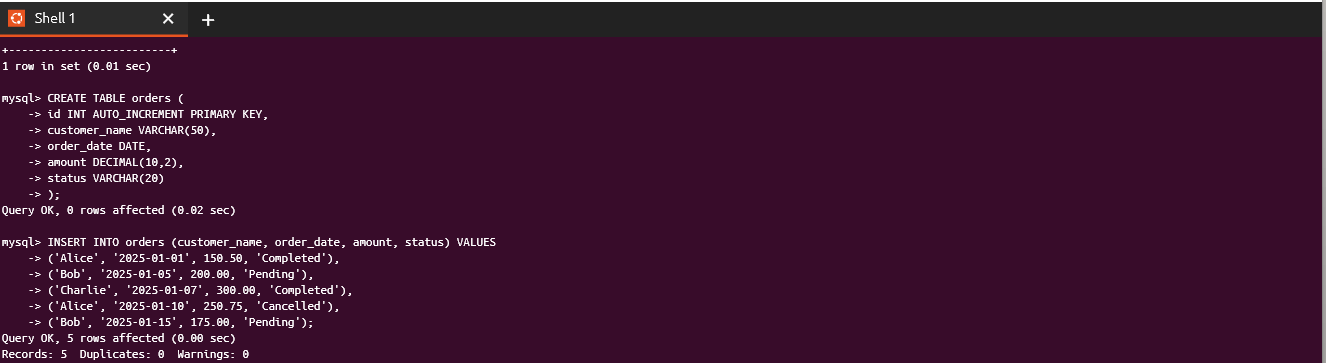 Shell 1
+-------------------------+
1 row in set (0.01 sec)
mysql> CREATE TABLE orders (
    -> id INT AUTO_INCREMENT PRIMARY KEY,
    -> customer_name VARCHAR(50),
    -> order_date DATE,
    -> amount DECIMAL(10,2),
    -> status VARCHAR(20)
    -> );
Query OK, 0 rows affected (0.02 sec)
mysql> INSERT INTO orders (customer_name, order_date, amount, status) VALUES
    -> ('Alice', '2025-01-01', 150.50, 'Completed'),
    -> ('Bob', '2025-01-05', 200.00, 'Pending'),
    -> ('Charlie', '2025-01-07', 300.00, 'Completed'),
    -> ('Alice', '2025-01-10', 250.75, 'Cancelled'),
    -> ('Bob', '2025-01-15', 175.00, 'Pending');
Query OK, 5 rows affected (0.00 sec)
Records: 5  Duplicates: 0  Warnings: 0